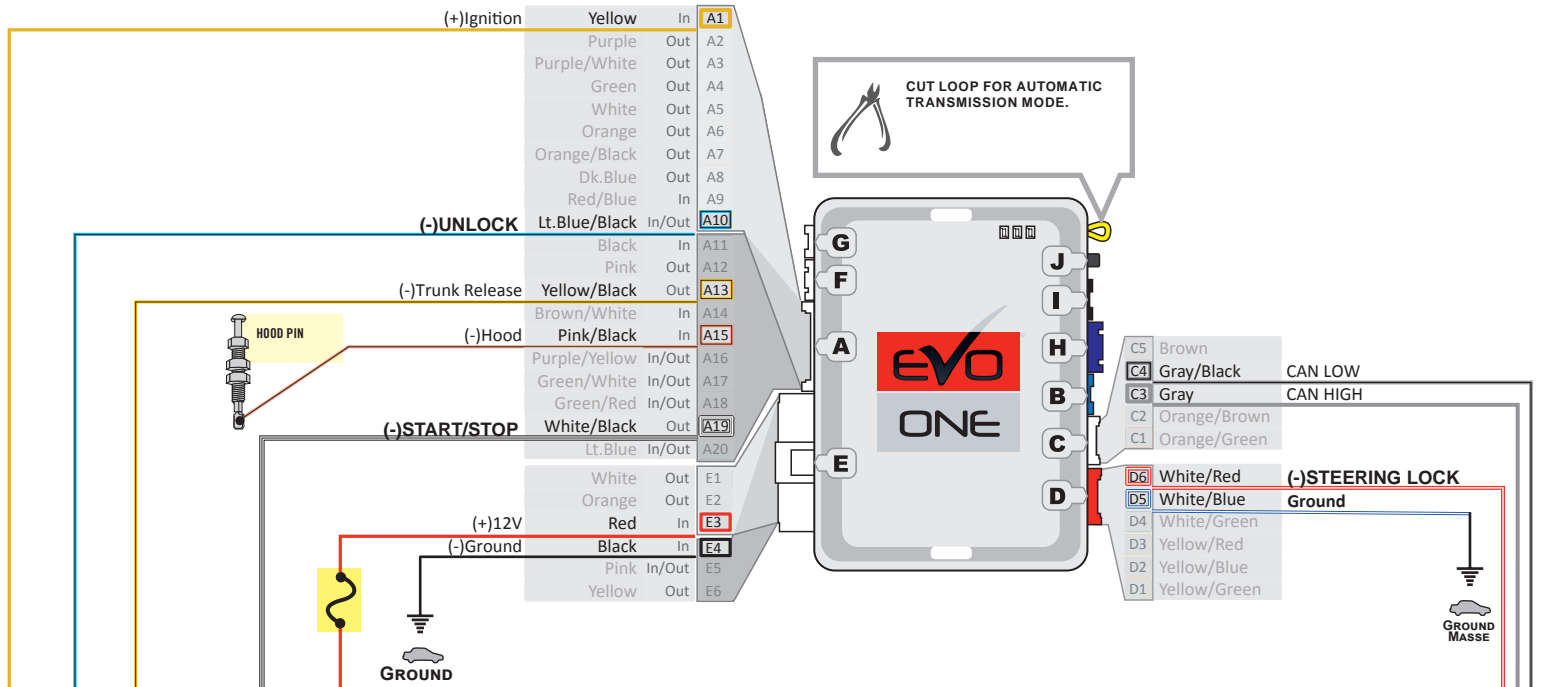 (+)Ignition Yellow In A1
Purple Out A2
Purple/White Out A3
Green Out A4
White Out A5
Orange Out A6
Orange/Black Out A7
Dk.Blue Out A8
Red/Blue In A9
(-)UNLOCK Lt.Blue/Black In/Out A10
Black In A11
Pink Out A12
(-)Trunk Release Yellow/Black Out A13
Brown/White In A14
(-)Hood Pink/Black In A15
Purple/Yellow In/Out A16
Green/White In/Out A17
Green/Red In/Out A18
(-)START/STOP White/Black Out A19
Lt.Blue In/Out A20
HOOD PIN
White Out E1
Orange Out E2
(+)12V Red In E3
(-)Ground Black In E4
Pink In/Out E5
Yellow Out E6
GROUND
CUT LOOP FOR AUTOMATIC
TRANSMISSION MODE.
G
F
A
E
J
I
H
B
C
D
EVO
ONE
C5 Brown
C4 Gray/Black CAN LOW
C3 Gray CAN HIGH
C2 Orange/Brown
C1 Orange/Green
D6 White/Red (-)STEERING LOCK
D5 White/Blue Ground
D4 White/Green
D3 Yellow/Red
D2 Yellow/Blue
D1 Yellow/Green
GROUND
MASSE